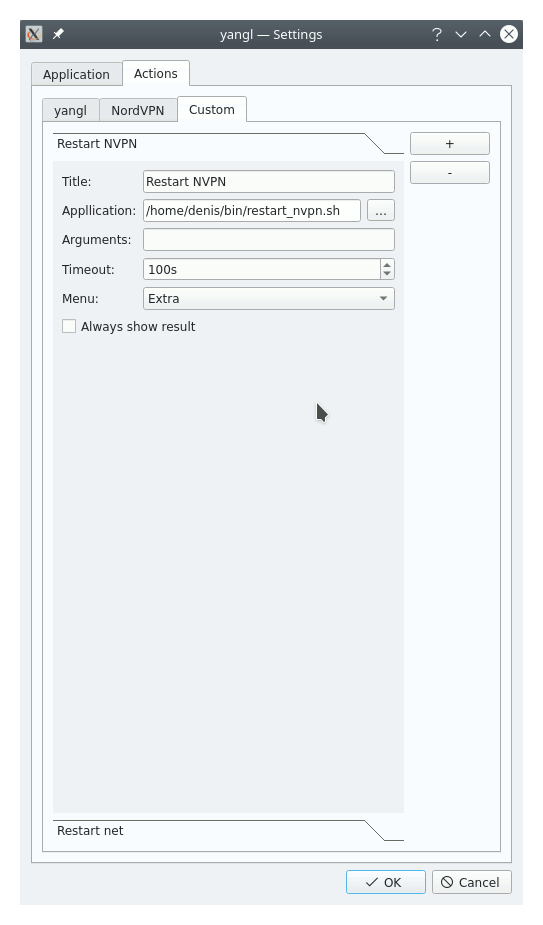 yangl — Settings
Application Actions
yangl NordVPN Custom
Restart NVPN
+
-
Title: Restart NVPN
Appllication: /home/denis/bin/restart_nvpn.sh ...
Arguments:
Timeout: 100s
Menu: Extra
Always show result
Restart net
OK Cancel